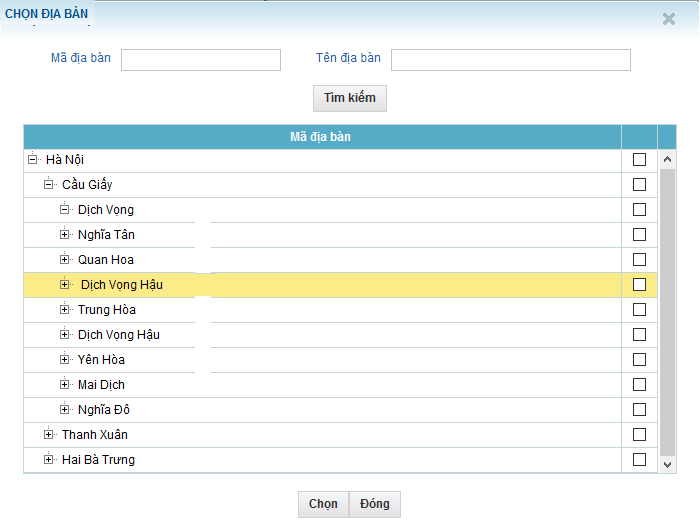 CHỌN ĐỊA BÀN
Mã địa bàn Tên địa bàn
Tìm kiếm
Mã địa bàn
Hà Nội
Cầu Giấy
Dịch Vọng
Nghĩa Tân
Quan Hoa
Dịch Vọng Hậu
Trung Hòa
Dịch Vọng Hậu
Yên Hòa
Mai Dịch
Nghĩa Đô
Thanh Xuân
Hai Bà Trưng
Chọn Đóng